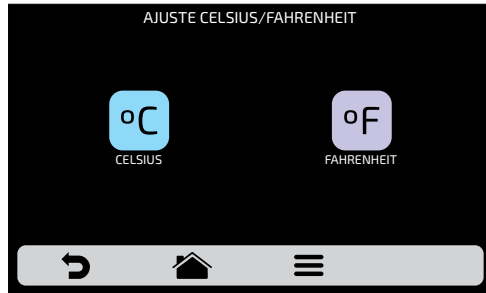 AJUSTE CELSIUS/FAHRENHEIT
ºC
ºF
CELSIUS
FAHRENHEIT